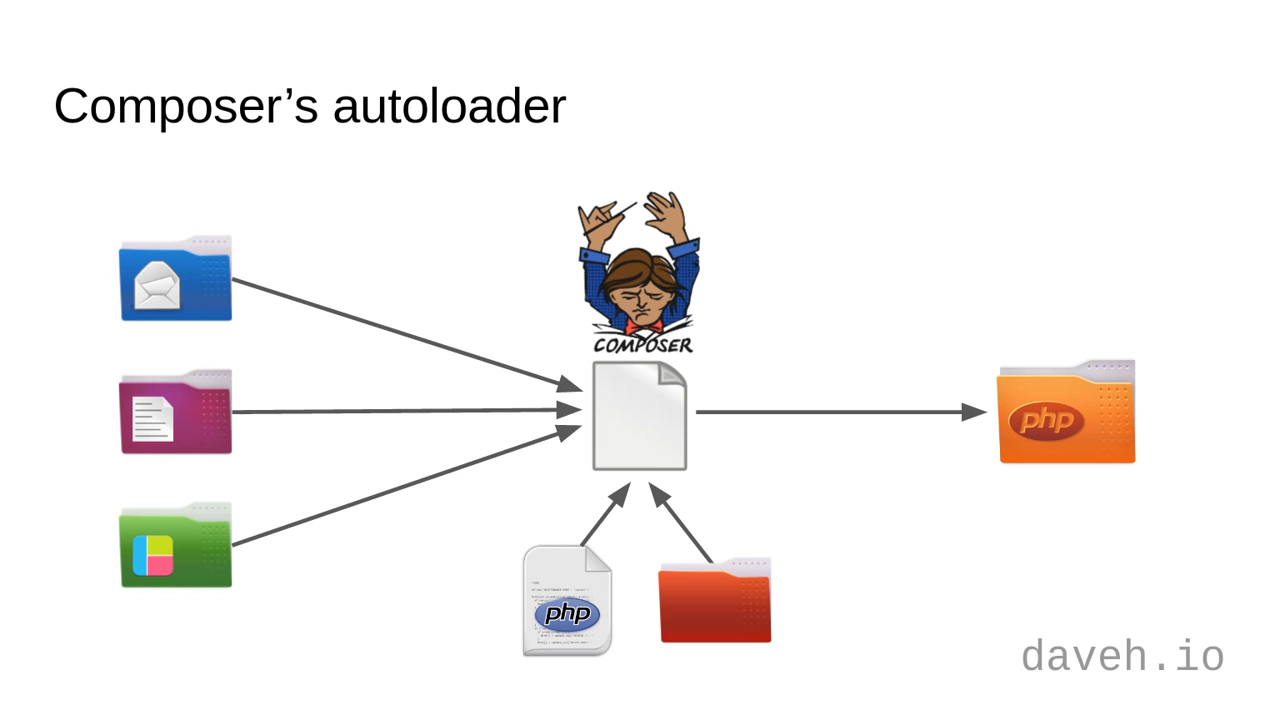 Composer’s autoloader
COMPOSER
php
php
daveh.io